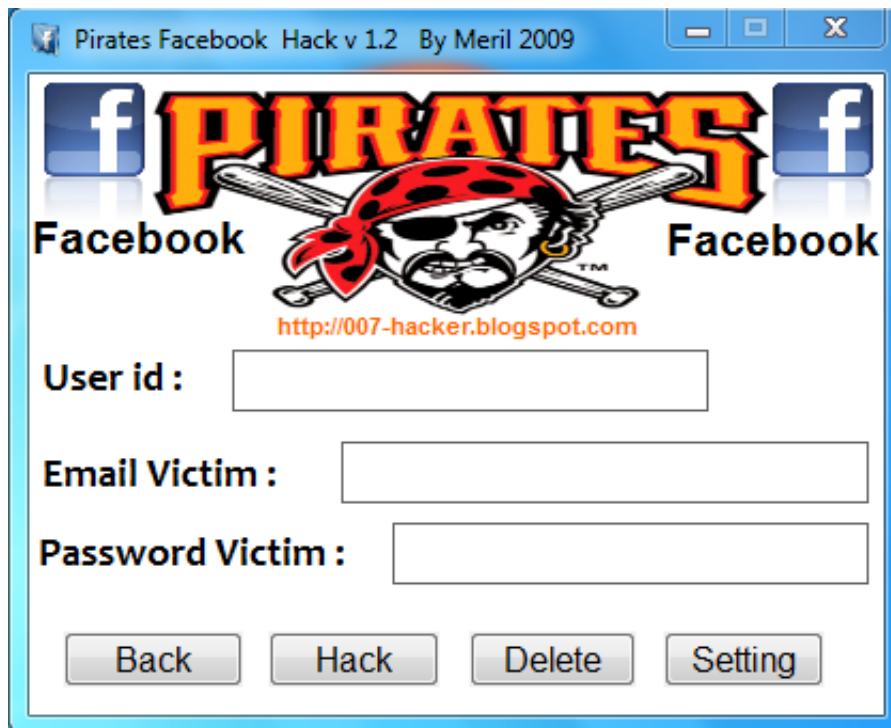 Pirates Facebook Hack v 1.2 By Meril 2009
PIRATES
f
f
Facebook
Facebook
TM
http://007-hacker.blogspot.com
User id :
Email Victim :
Password Victim :
Back
Hack
Delete
Setting